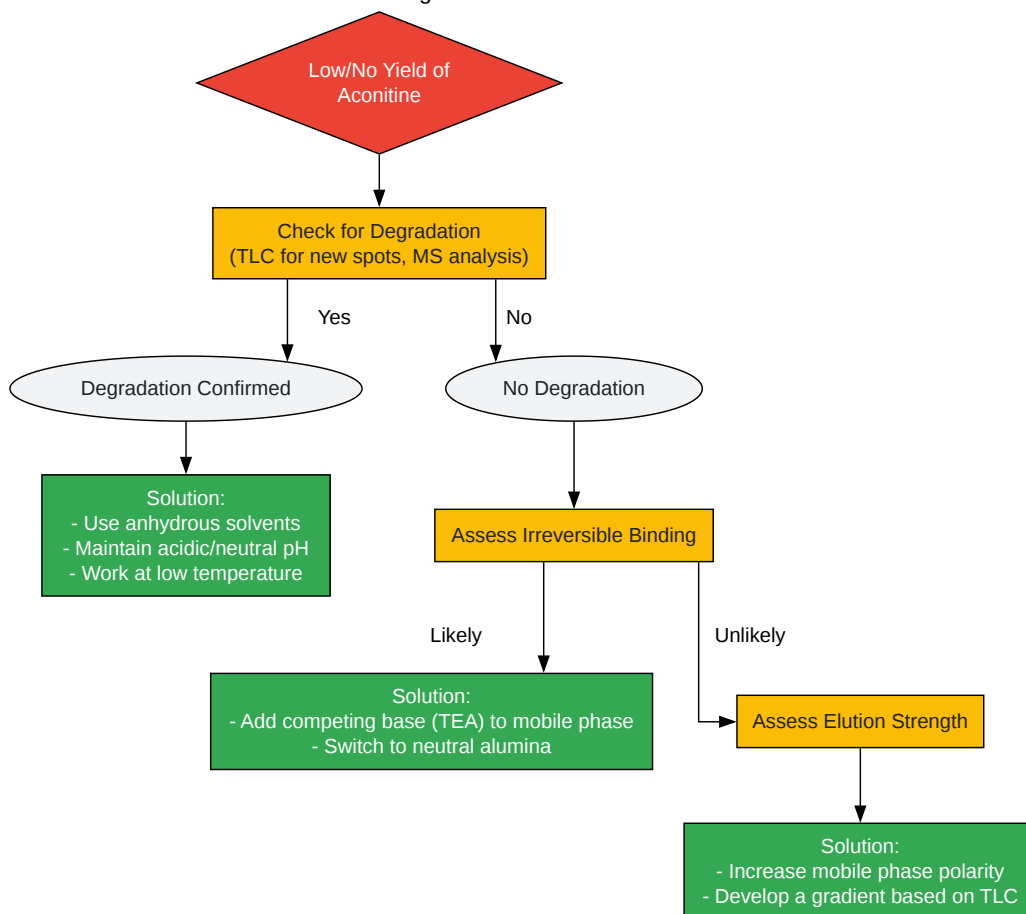 Low/No Yield of
Aconitine
Check for Degradation
(TLC for new spots, MS analysis)
Yes
No
Degradation Confirmed
No Degradation
Solution:
- Use anhydrous solvents
- Maintain acidic/neutral pH
- Work at low temperature
Assess Irreversible Binding
Likely
Unlikely
Solution:
- Add competing base (TEA) to mobile phase
- Switch to neutral alumina
Assess Elution Strength
Solution:
- Increase mobile phase polarity
- Develop a gradient based on TLC